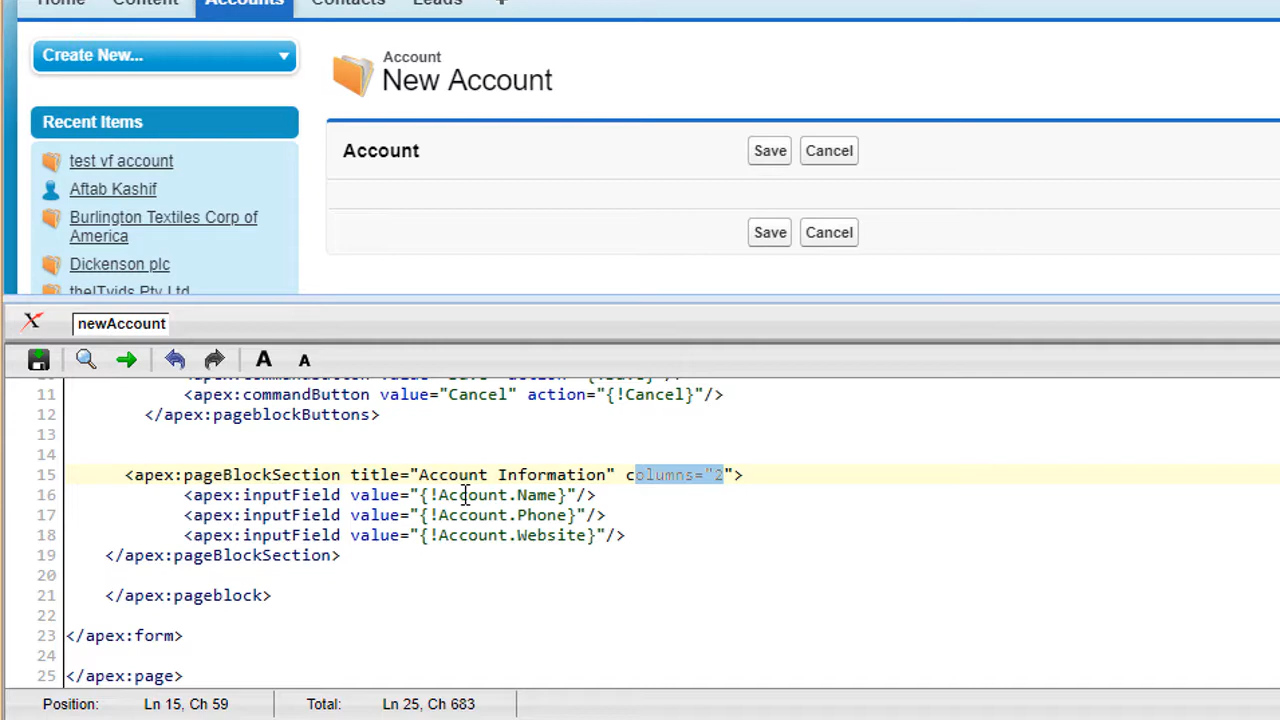 Home Content Accounts Contacts Leads +
Create New...
Account
New Account
Recent Items
Account Save Cancel
test vf account
Aftab Kashif
Burlington Textiles Corp of
America
Save Cancel
Dickenson plc
theITvids Pty Ltd
newAccount
A A
11 <apex:commandButton value="Cancel" action="{!Cancel}"/>
12 </apex:pageblockButtons>
13
14
15 <apex:pageBlockSection title="Account Information" columns="2">
16 <apex:inputField value="{!Account.Name}"/>
17 <apex:inputField value="{!Account.Phone}"/>
18 <apex:inputField value="{!Account.Website}"/>
19 </apex:pageBlockSection>
20
21 </apex:pageblock>
22
23 </apex:form>
24
25 </apex:page>
Position: Ln 15, Ch 59 Total: Ln 25, Ch 683